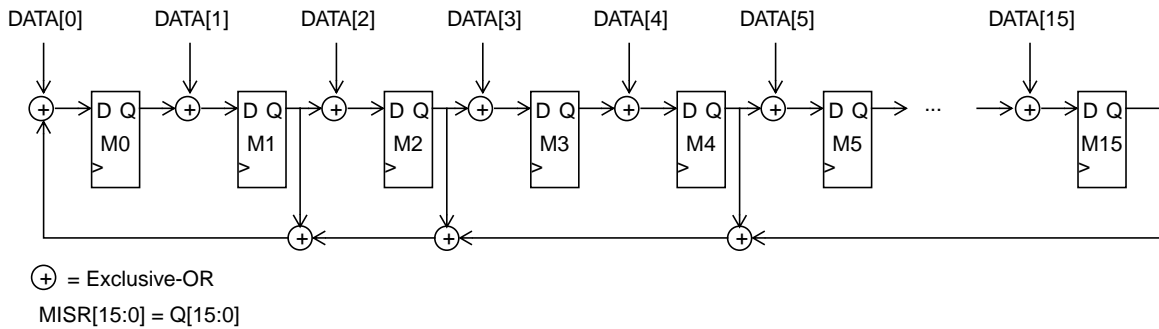 DATA[0] DATA[1] DATA[2] DATA[3] DATA[4] DATA[5] DATA[15]
+ + + + + + ... +
D Q D Q D Q D Q D Q D Q D Q
M0 M1 M2 M3 M4 M5 M15
+ + +
+ = Exclusive-OR
MISR[15:0] = Q[15:0]